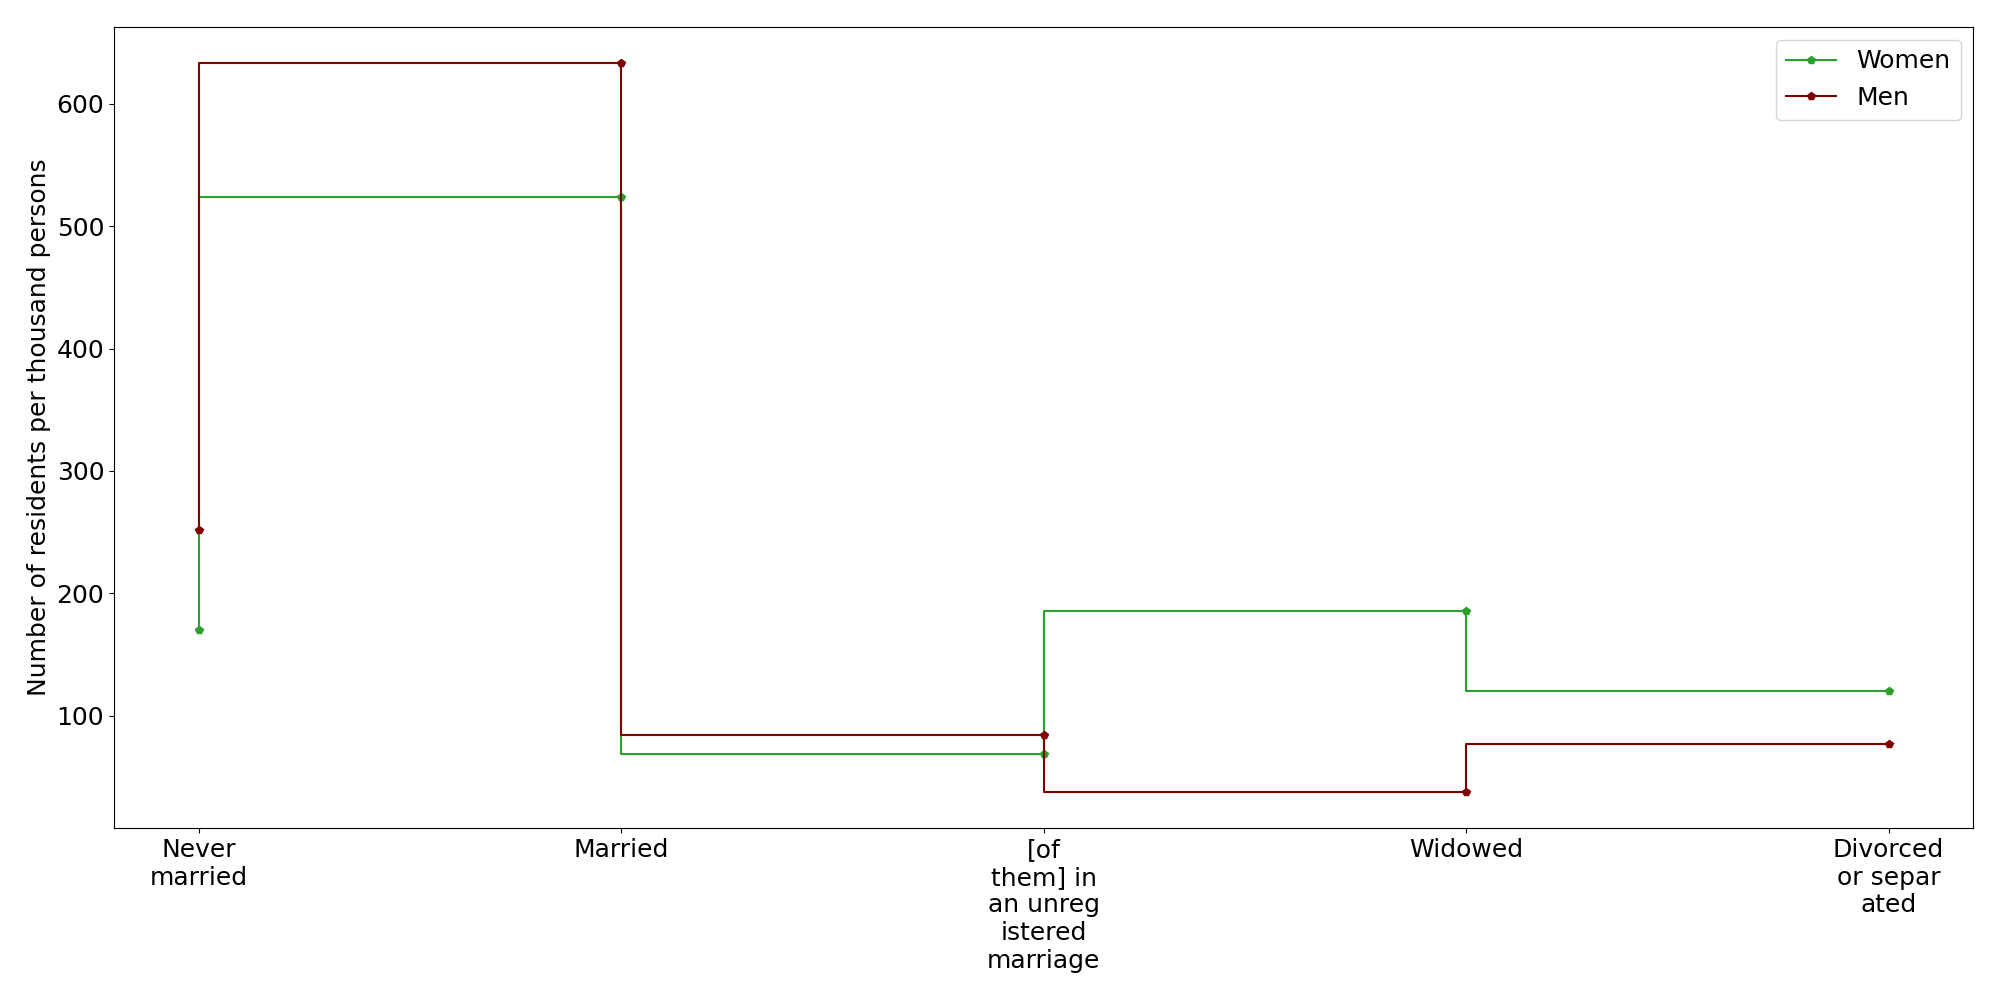 Women
Men
Number of residents per thousand persons
600
500
400
300
200
100
Never
married
Married
[of
them] in
an unreg
istered
marriage
Widowed
Divorced
or separ
ated